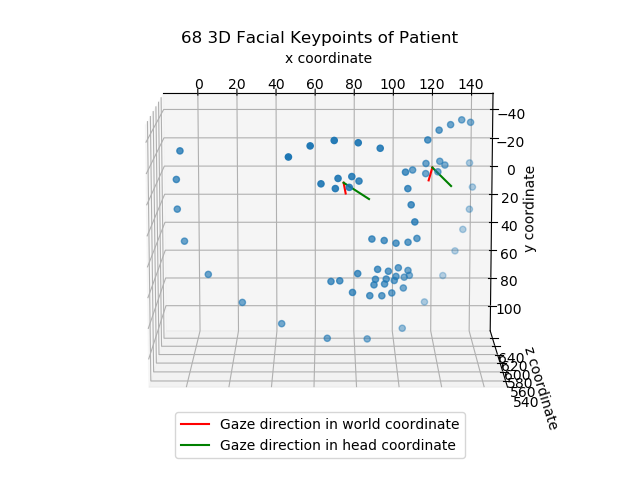 68 3D Facial Keypoints of Patient
x coordinate
0 20 40 60 80 100 120 140
−40
−20
0
20
40
60
80
100
y coordinate
640
620
600
580
560
540
z coordinate
Gaze direction in world coordinate
Gaze direction in head coordinate